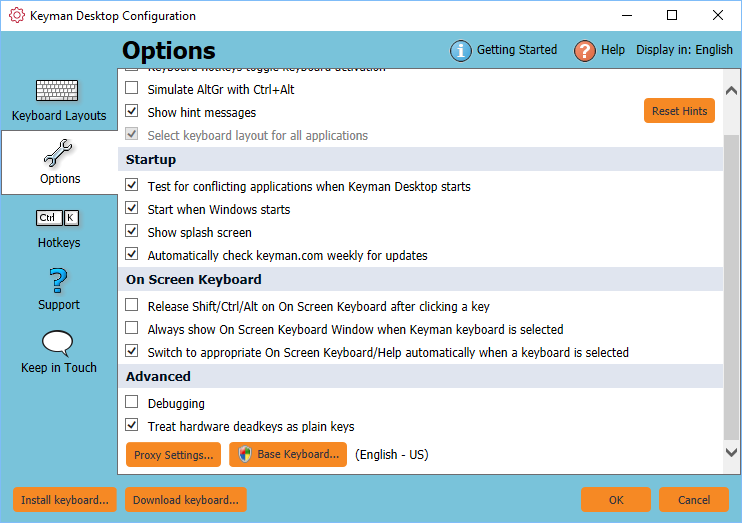 Keyman Desktop Configuration
Options
Getting Started
Help
Display in: English
Keyboard Layouts
Options
Ctrl K
Hotkeys
Support
Keep in Touch
Keyboard hotkeys toggle keyboard activation
Simulate AltGr with Ctrl+Alt
Show hint messages
Reset Hints
Select keyboard layout for all applications
Startup
Test for conflicting applications when Keyman Desktop starts
Start when Windows starts
Show splash screen
Automatically check keyman.com weekly for updates
On Screen Keyboard
Release Shift/Ctrl/Alt on On Screen Keyboard after clicking a key
Always show On Screen Keyboard Window when Keyman keyboard is selected
Switch to appropriate On Screen Keyboard/Help automatically when a keyboard is selected
Advanced
Debugging
Treat hardware deadkeys as plain keys
Proxy Settings...
Base Keyboard...
(English - US)
Install keyboard...
Download keyboard...
OK
Cancel